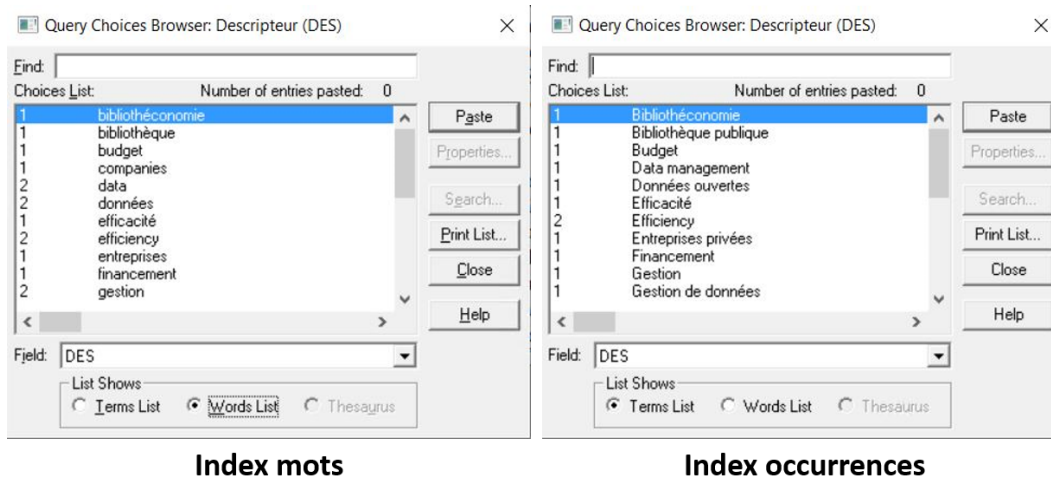 Query Choices Browser: Descripteur (DES)
Find:
Choices List: Number of entries pasted: 0
1 bibliothéconomie
1 bibliothèque
1 budget
1 companies
2 data
2 données
1 efficacité
2 efficiency
1 entreprises
1 financement
2 gestion
Paste
Properties...
Search...
Print List...
Close
Help
Field: DES
List Shows
Terms List Words List Thesaurus
Index mots
Query Choices Browser: Descripteur (DES)
Find:
Choices List: Number of entries pasted: 0
1 Bibliothéconomie
1 Bibliothèque publique
1 Budget
1 Data management
1 Données ouvertes
1 Efficacité
2 Efficiency
1 Entreprises privées
1 Financement
1 Gestion
1 Gestion de données
Paste
Properties...
Search...
Print List...
Close
Help
Field: DES
List Shows
Terms List Words List Thesaurus
Index occurrences